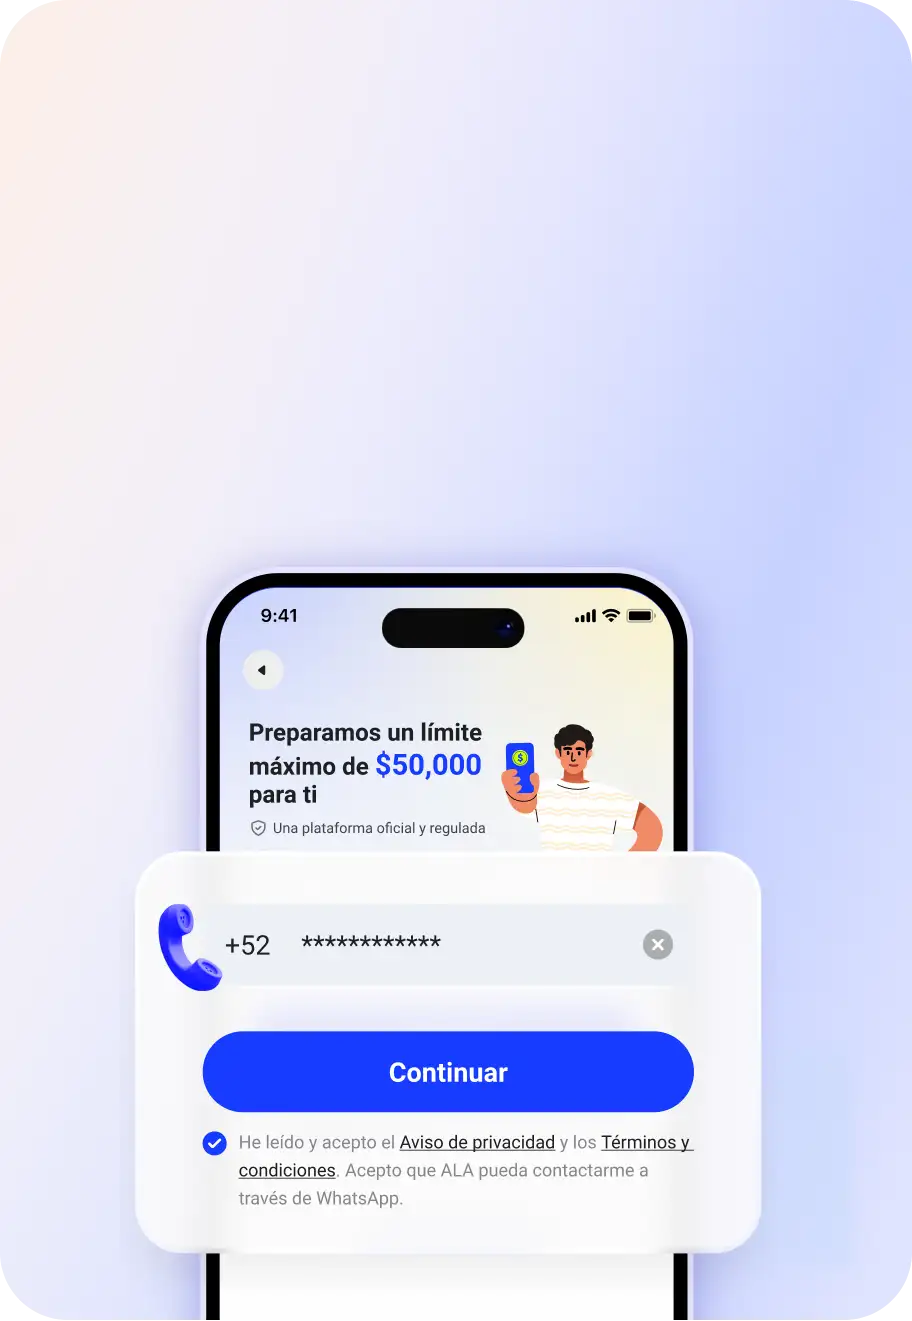 9:41
Preparamos un límite
máximo de $50,000
para ti
Una plataforma oficial y regulada
$
+52 ************
Continuar
He leído y acepto el Aviso de privacidad y los Términos y
condiciones. Acepto que ALA pueda contactarme a
través de WhatsApp.